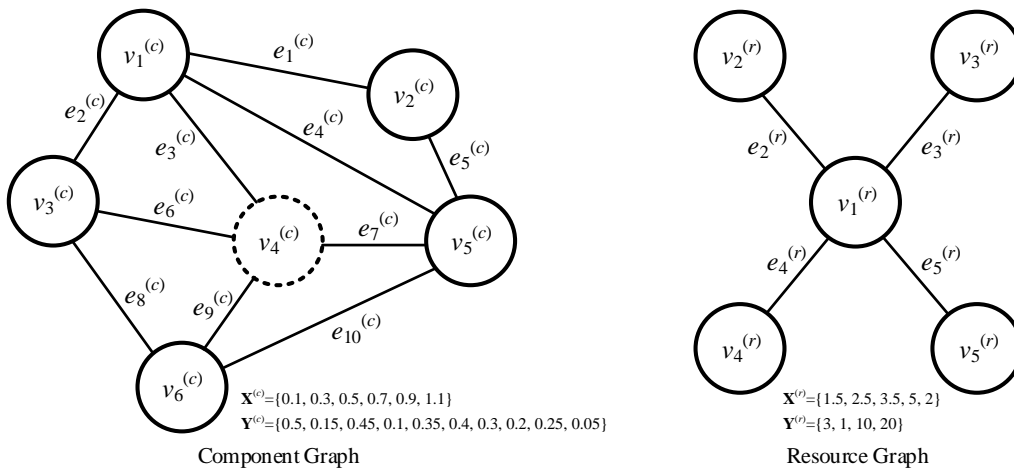 v1(c)
e1(c)
v2(c)
e2(c)
e3(c)
e4(c)
e5(c)
v3(c)
e6(c)
v4(c)
e7(c)
v5(c)
e8(c)
e9(c)
e10(c)
v6(c)
X(c)={0.1, 0.3, 0.5, 0.7, 0.9, 1.1}
Y(c)={0.5, 0.15, 0.45, 0.1, 0.35, 0.4, 0.3, 0.2, 0.25, 0.05}
Component Graph
v2(r)
v3(r)
e2(r)
e3(r)
v1(r)
e4(r)
e5(r)
v4(r)
v5(r)
X(r)={1.5, 2.5, 3.5, 5, 2}
Y(r)={3, 1, 10, 20}
Resource Graph